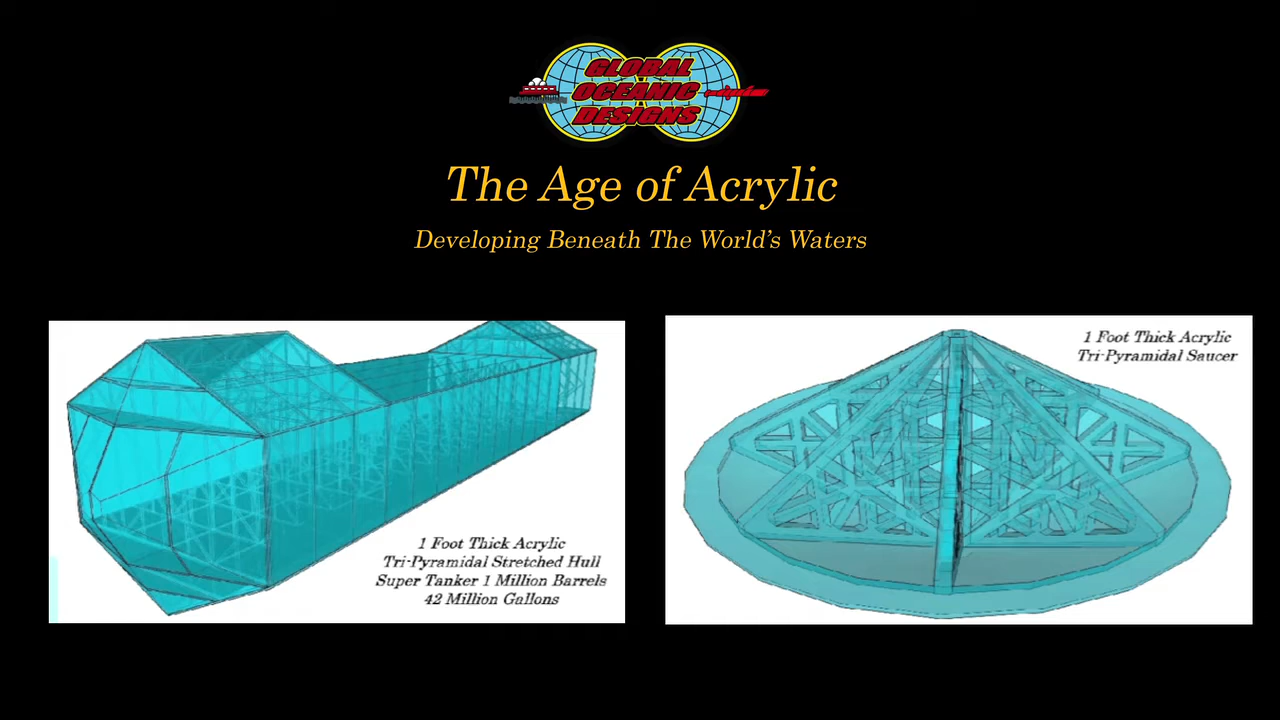 GLOBAL
OCEANIC
DESIGNS
The Age of Acrylic
Developing Beneath The World's Waters
1 Foot Thick Acrylic
Tri-Pyramidal Stretched Hull
Super Tanker 1 Million Barrels
42 Million Gallons
1 Foot Thick Acrylic
Tri-Pyramidal Saucer